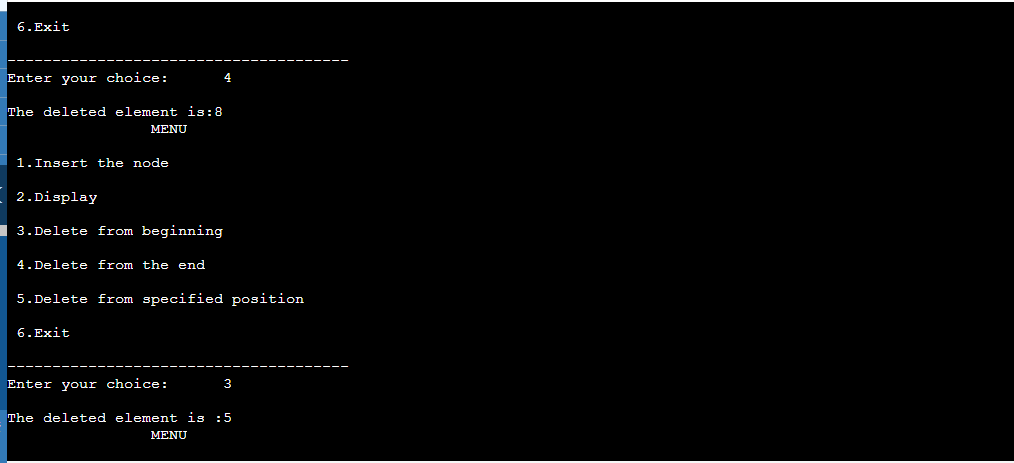 6.Exit
--------------------------------------
Enter your choice: 4
The deleted element is:8
MENU
1.Insert the node
2.Display
3.Delete from beginning
4.Delete from the end
5.Delete from specified position
6.Exit
--------------------------------------
Enter your choice: 3
The deleted element is :5
MENU